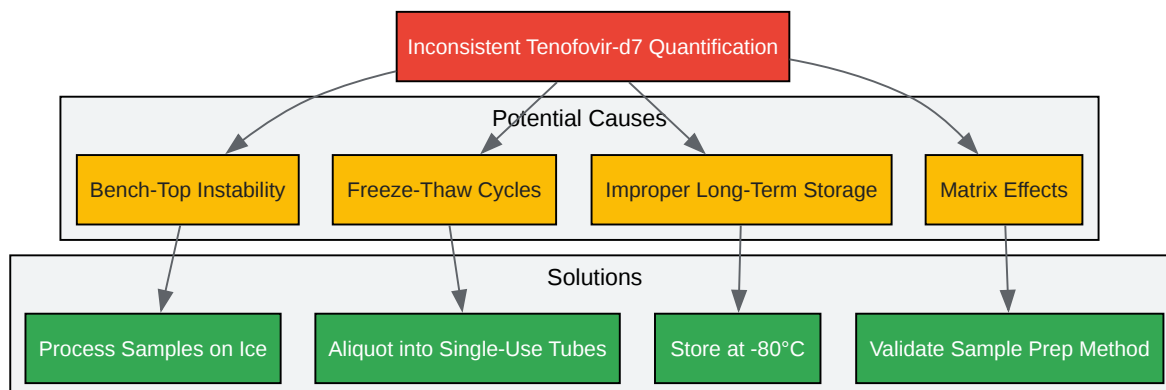 Inconsistent Tenofovir-d7 Quantification
Potential Causes
Bench-Top Instability
Freeze-Thaw Cycles
Improper Long-Term Storage
Matrix Effects
Solutions
Process Samples on Ice
Aliquot into Single-Use Tubes
Store at -80°C
Validate Sample Prep Method